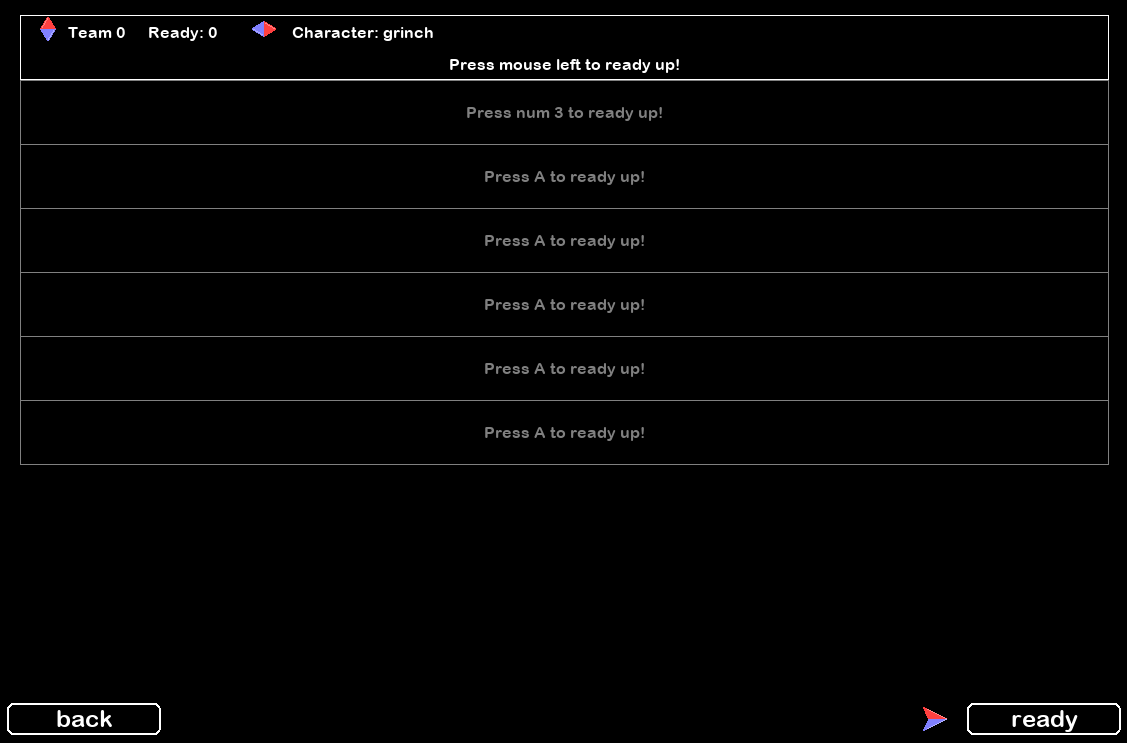 Team 0 Ready: 0 Character: grinch
Press mouse left to ready up!
Press num 3 to ready up!
Press A to ready up!
Press A to ready up!
Press A to ready up!
Press A to ready up!
Press A to ready up!
back ready